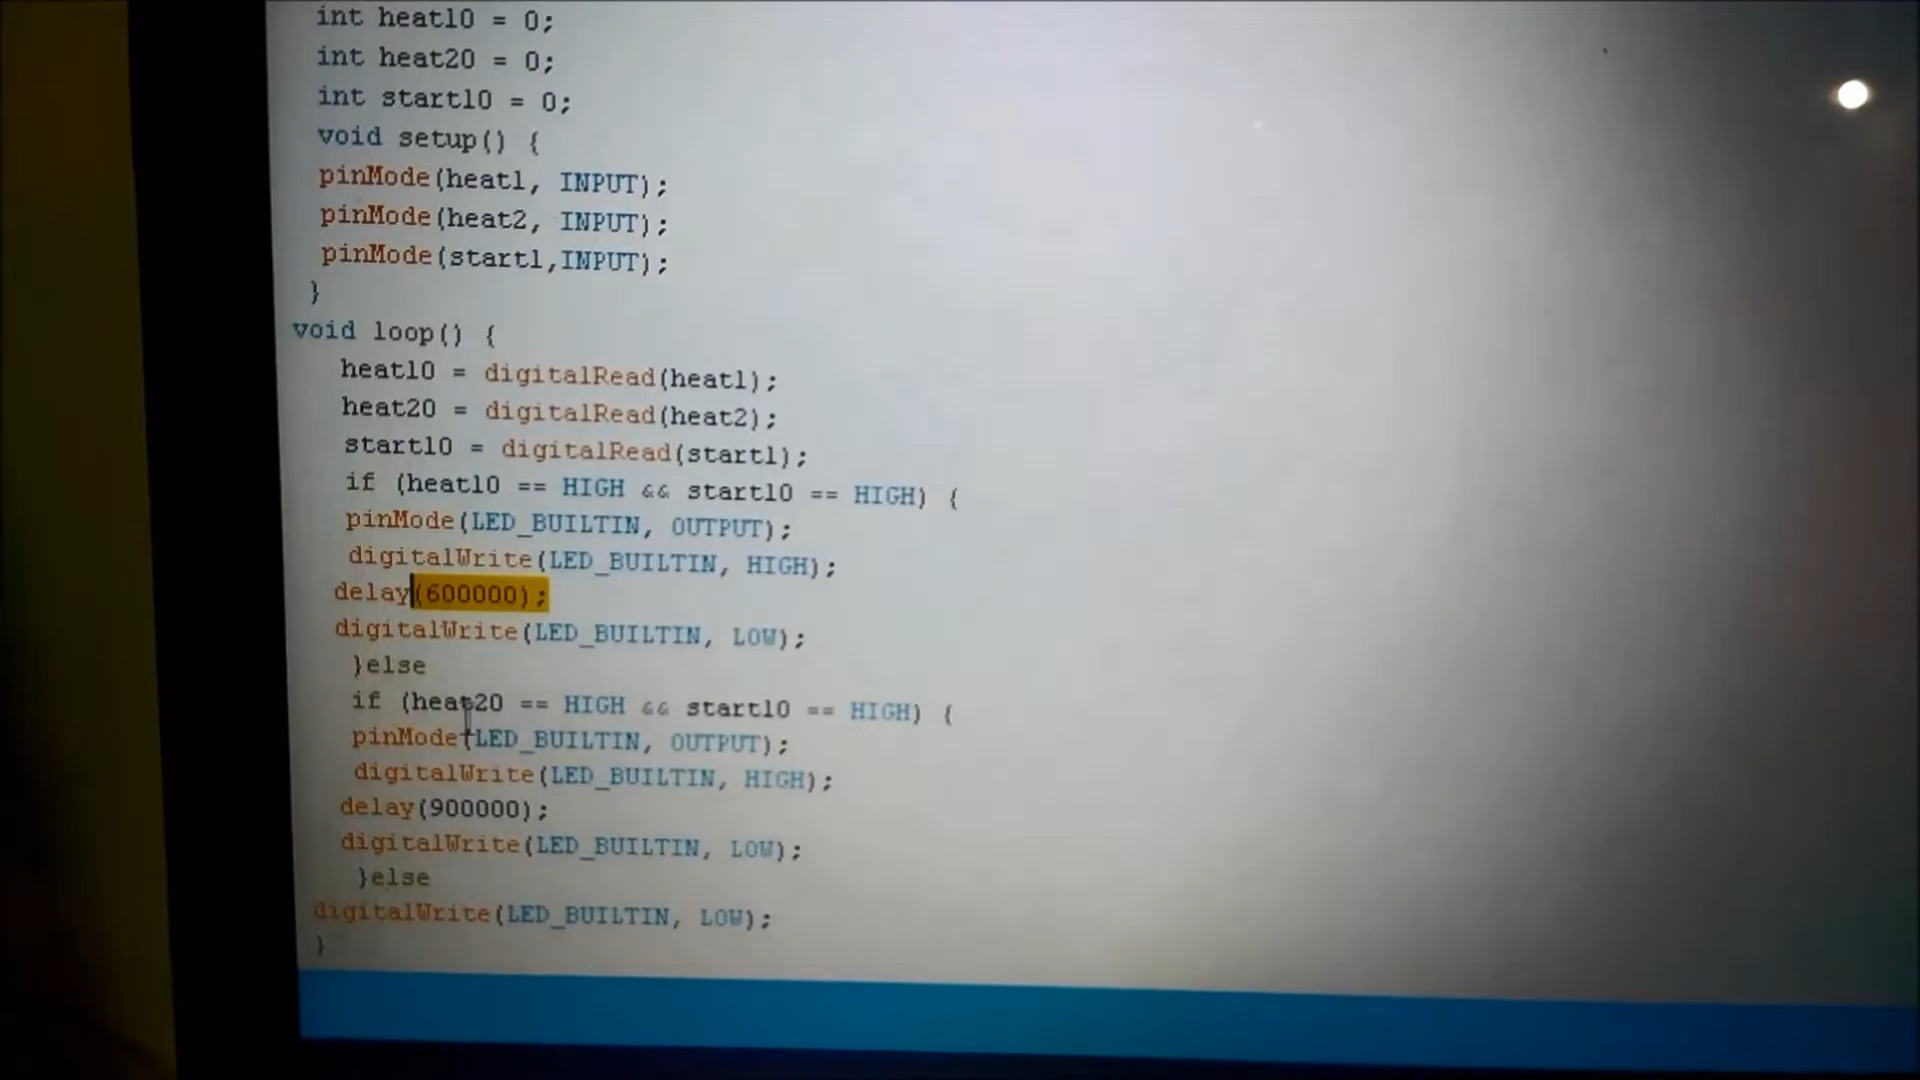 int heat10 = 0;
int heat20 = 0;
int start10 = 0;
void setup() {
pinMode(heat1, INPUT);
pinMode(heat2, INPUT);
pinMode(start1,INPUT);
}
void loop() {
heat10 = digitalRead(heat1);
heat20 = digitalRead(heat2);
start10 = digitalRead(start1);
if (heat10 == HIGH && start10 == HIGH) {
pinMode(LED_BUILTIN, OUTPUT);
digitalWrite(LED_BUILTIN, HIGH);
delay(600000);
digitalWrite(LED_BUILTIN, LOW);
}else
if (heat20 == HIGH && start10 == HIGH) {
pinMode(LED_BUILTIN, OUTPUT);
digitalWrite(LED_BUILTIN, HIGH);
delay(900000);
digitalWrite(LED_BUILTIN, LOW);
}else
digitalWrite(LED_BUILTIN, LOW);
}